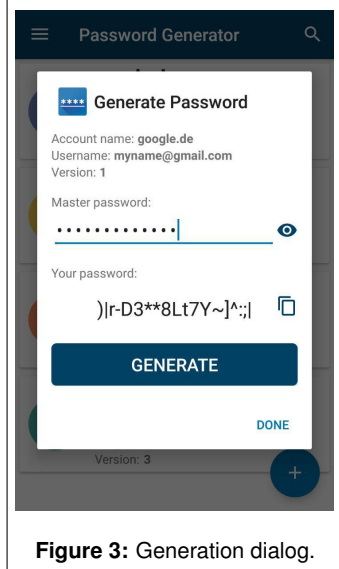 Password Generator
****
Generate Password
Account name: google.de
Username: myname@gmail.com
Version: 1
Master password:
•••••••••••••
Your password:
)|r-D3**8Lt7Y~]^:;|
GENERATE
DONE
Version: 3
+
Figure 3: Generation dialog.